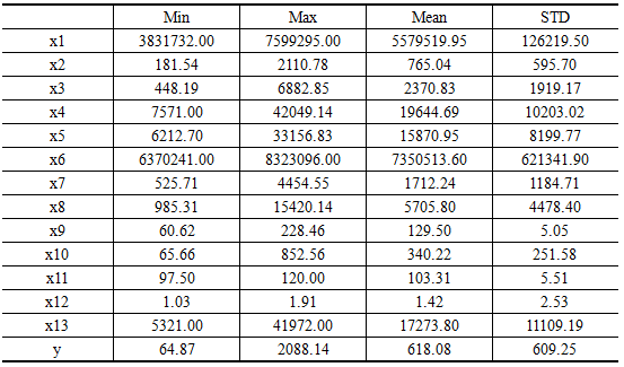 Min Max Mean STD
x1 3831732.00 7599295.00 5579519.95 126219.50
x2 181.54 2110.78 765.04 595.70
x3 448.19 6882.85 2370.83 1919.17
x4 7571.00 42049.14 19644.69 10203.02
x5 6212.70 33156.83 15870.95 8199.77
x6 6370241.00 8323096.00 7350513.60 621341.90
x7 525.71 4454.55 1712.24 1184.71
x8 985.31 15420.14 5705.80 4478.40
x9 60.62 228.46 129.50 5.05
x10 65.66 852.56 340.22 251.58
x11 97.50 120.00 103.31 5.51
x12 1.03 1.91 1.42 2.53
x13 5321.00 41972.00 17273.80 11109.19
y 64.87 2088.14 618.08 609.25